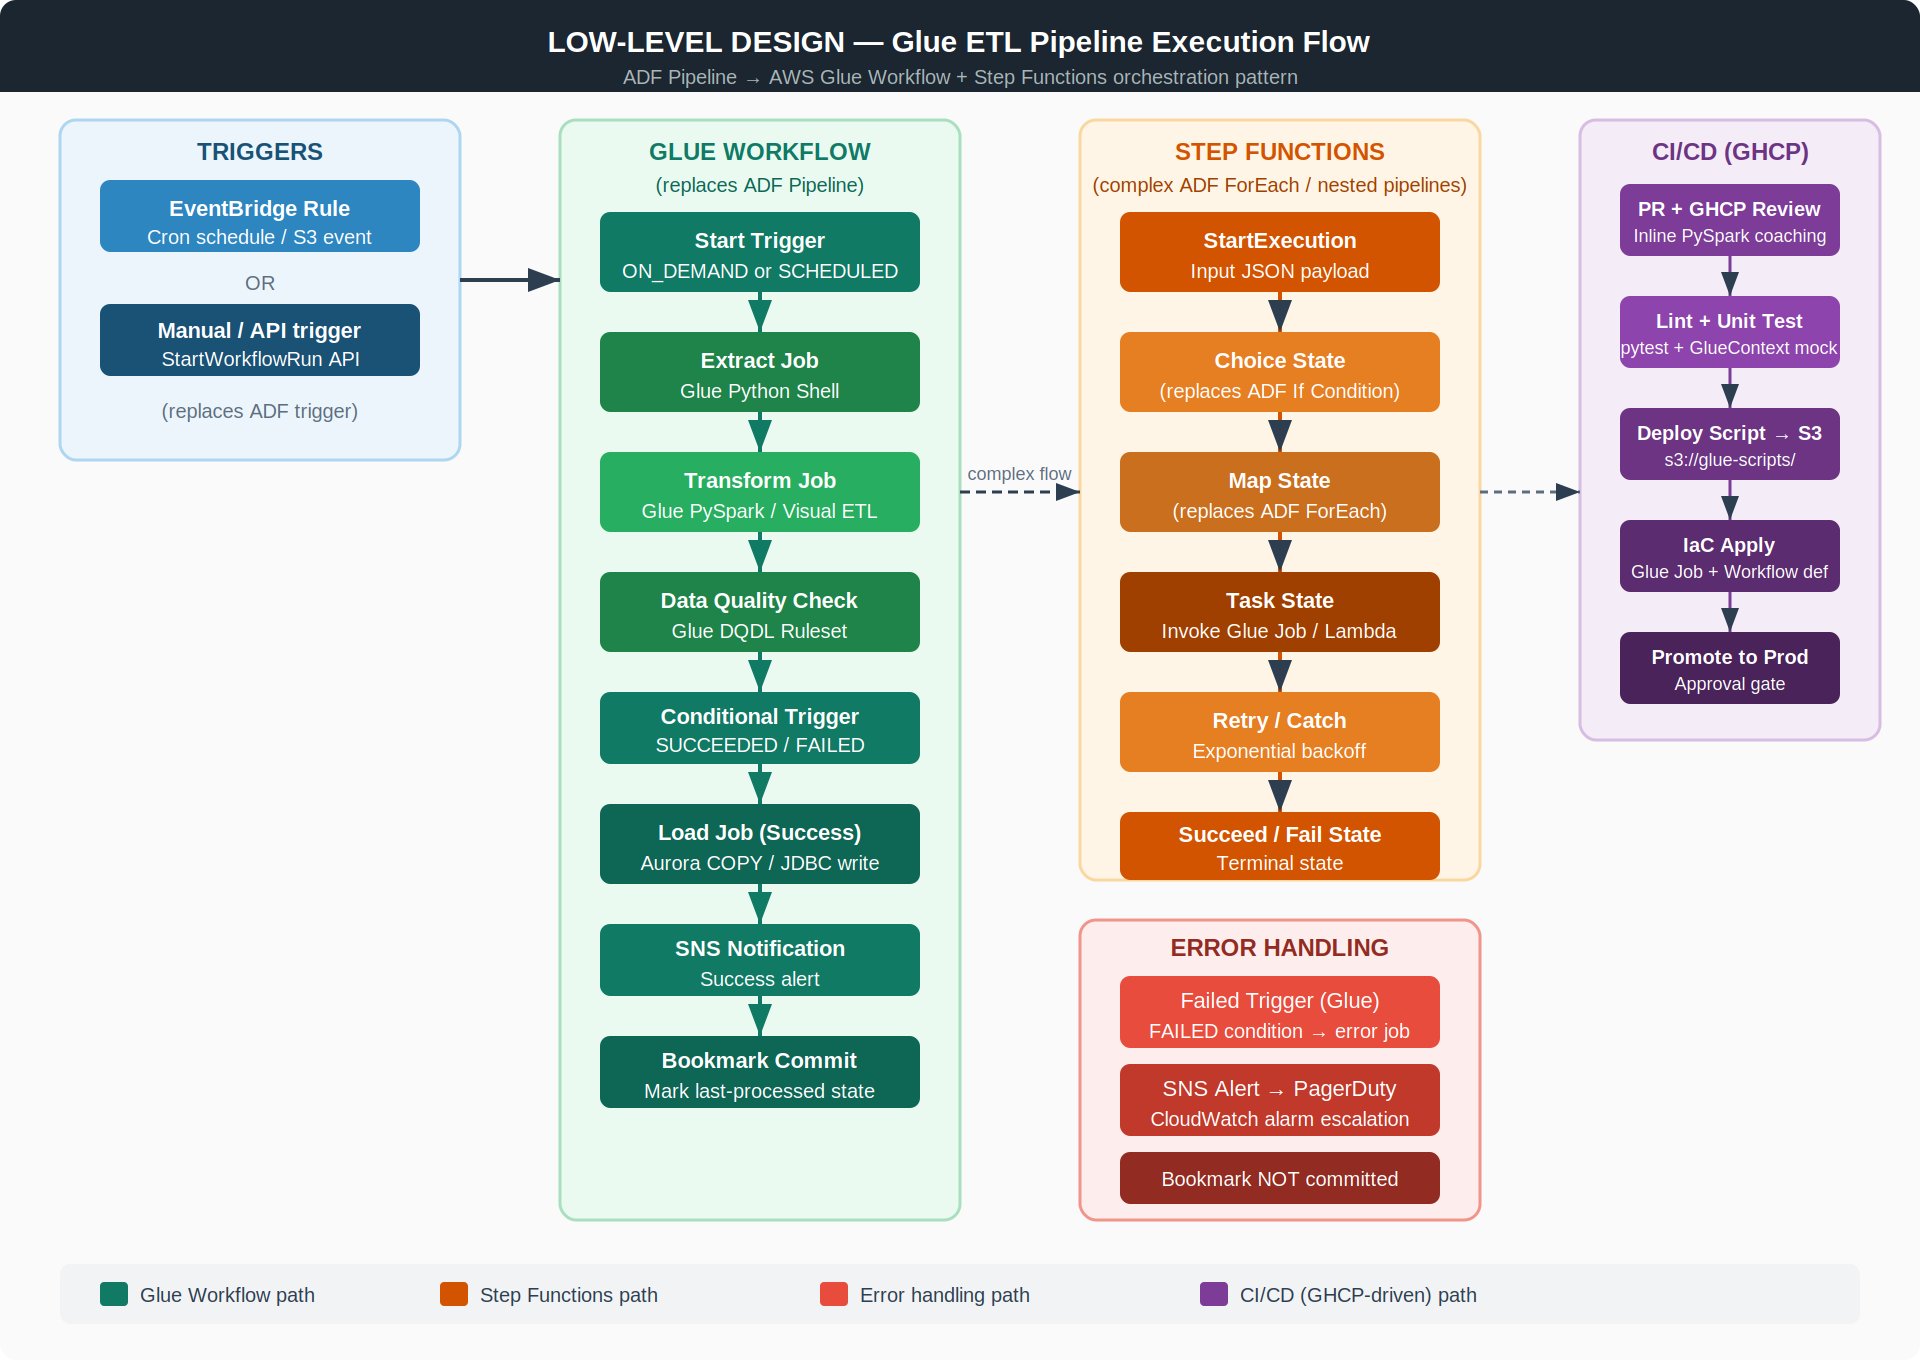 LOW-LEVEL DESIGN — Glue ETL Pipeline Execution Flow
ADF Pipeline → AWS Glue Workflow + Step Functions orchestration pattern
TRIGGERS
EventBridge Rule
Cron schedule / S3 event
OR
Manual / API trigger
StartWorkflowRun API
(replaces ADF trigger)
GLUE WORKFLOW
(replaces ADF Pipeline)
Start Trigger
ON_DEMAND or SCHEDULED
Extract Job
Glue Python Shell
Transform Job
Glue PySpark / Visual ETL
Data Quality Check
Glue DQDL Ruleset
Conditional Trigger
SUCCEEDED / FAILED
Load Job (Success)
Aurora COPY / JDBC write
SNS Notification
Success alert
Bookmark Commit
Mark last-processed state
complex flow
STEP FUNCTIONS
(complex ADF ForEach / nested pipelines)
StartExecution
Input JSON payload
Choice State
(replaces ADF If Condition)
Map State
(replaces ADF ForEach)
Task State
Invoke Glue Job / Lambda
Retry / Catch
Exponential backoff
Succeed / Fail State
Terminal state
ERROR HANDLING
Failed Trigger (Glue)
FAILED condition → error job
SNS Alert → PagerDuty
CloudWatch alarm escalation
Bookmark NOT committed
CI/CD (GHCP)
PR + GHCP Review
Inline PySpark coaching
Lint + Unit Test
pytest + GlueContext mock
Deploy Script → S3
s3://glue-scripts/
IaC Apply
Glue Job + Workflow def
Promote to Prod
Approval gate
Glue Workflow path
Step Functions path
Error handling path
CI/CD (GHCP-driven) path